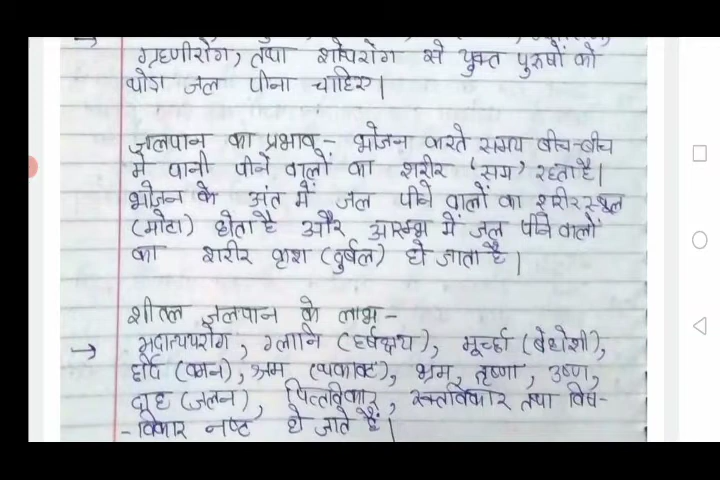 ग्रहणीरोग, तथा शोषरोग से युक्त पुरुषों को
थोडा जल पीना चाहिए।
जलपान का प्रभाव - भोजन करते समय बीच-बीच
मे पानी पीने वालों का शरीर 'सम' रहता है।
भोजन के अंत में जल पीने वालों का शरीर स्थूल
(मोटा) होता है और आरम्भ में जल पीने वालों
का शरीर कृश (दुर्बल) हो जाता है।
शीतल जलपान के लाभ -
→ मदात्ययरोग, ग्लानि (हर्षक्षय), मूर्च्छा (बेहोशी),
छर्दि (वमन), श्रम (थकावट), भ्रम, तृष्णा, उष्ण,
दाह (जलन), पित्तविकार, रक्तविकार तथा विष-
-विकार नष्ट हो जाते हैं।